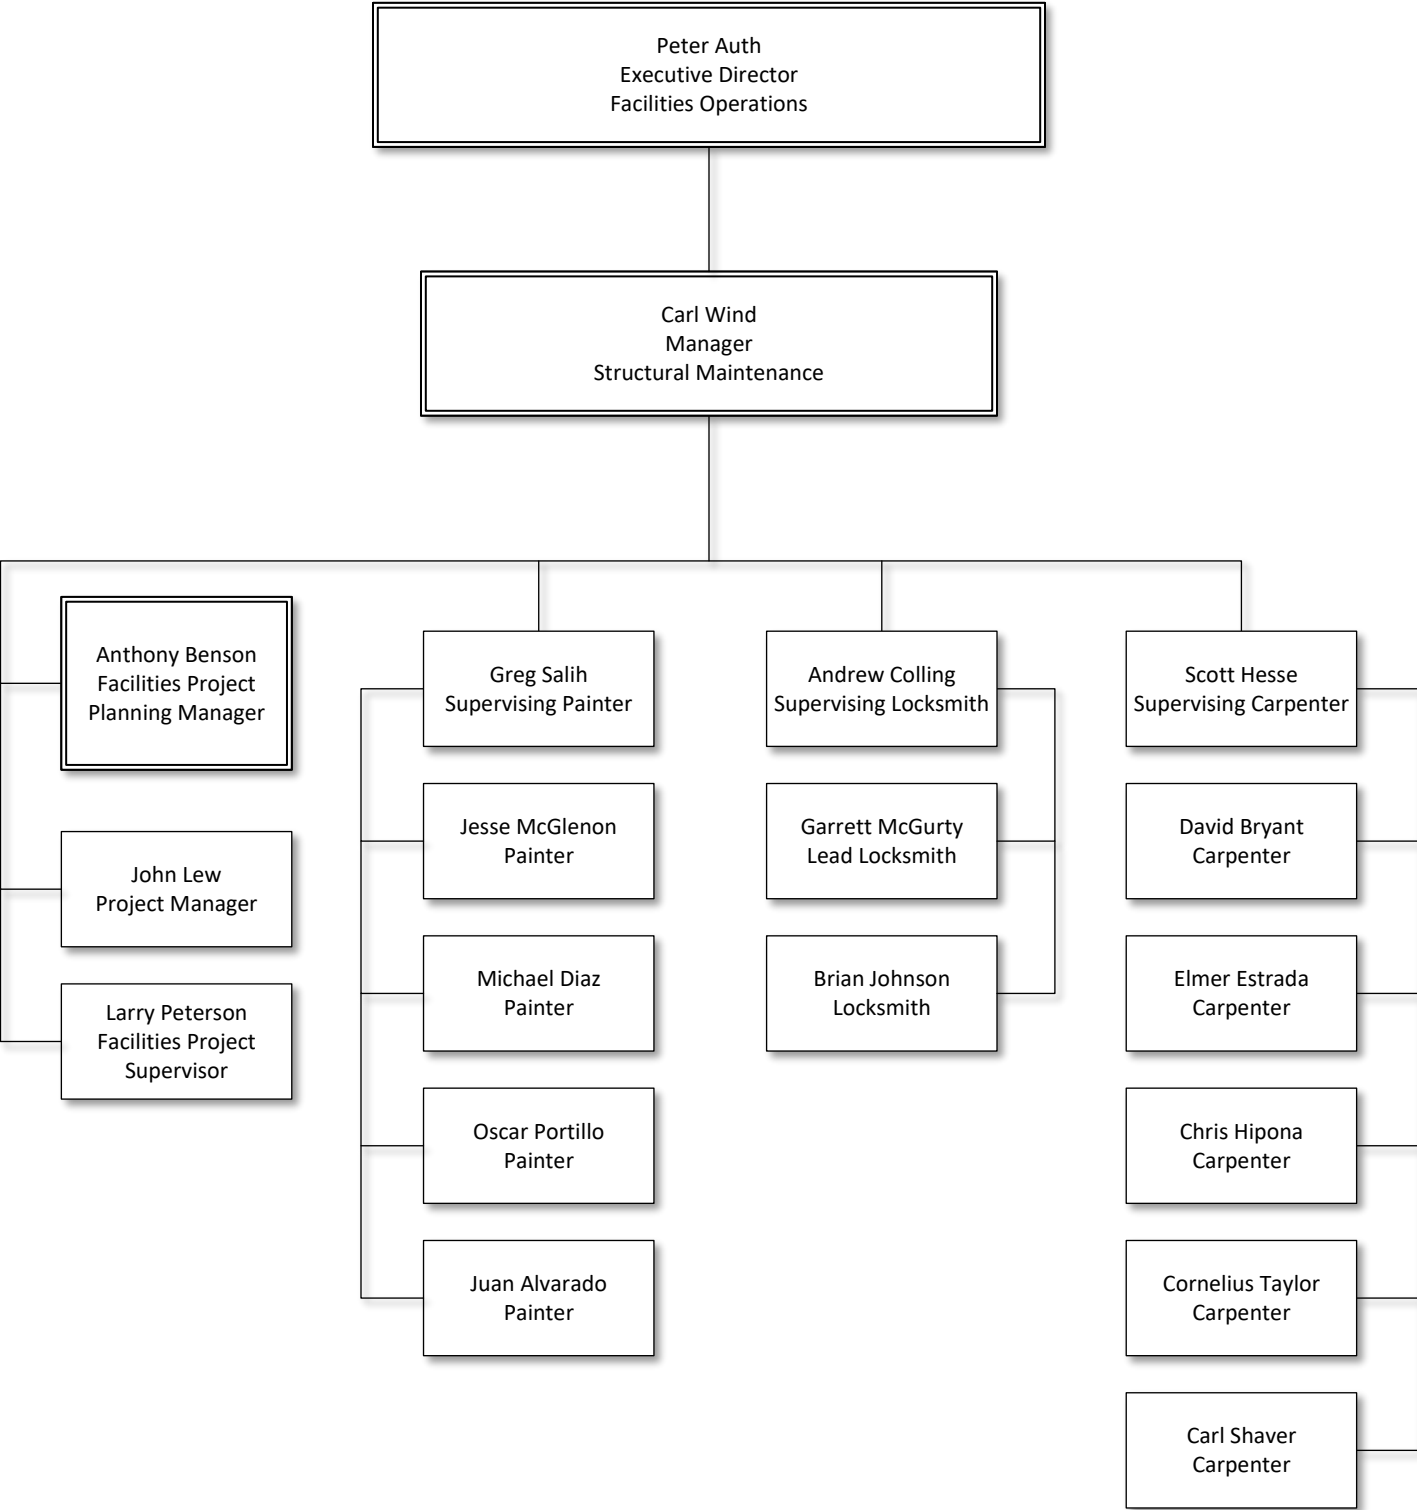 Peter Auth
Executive Director
Facilities Operations
Carl Wind
Manager
Structural Maintenance
Anthony Benson
Facilities Project
Planning Manager
John Lew
Project Manager
Larry Peterson
Facilities Project
Supervisor
Greg Salih
Supervising Painter
Jesse McGlenon
Painter
Michael Diaz
Painter
Oscar Portillo
Painter
Juan Alvarado
Painter
Andrew Colling
Supervising Locksmith
Garrett McGurty
Lead Locksmith
Brian Johnson
Locksmith
Scott Hesse
Supervising Carpenter
David Bryant
Carpenter
Elmer Estrada
Carpenter
Chris Hipona
Carpenter
Cornelius Taylor
Carpenter
Carl Shaver
Carpenter